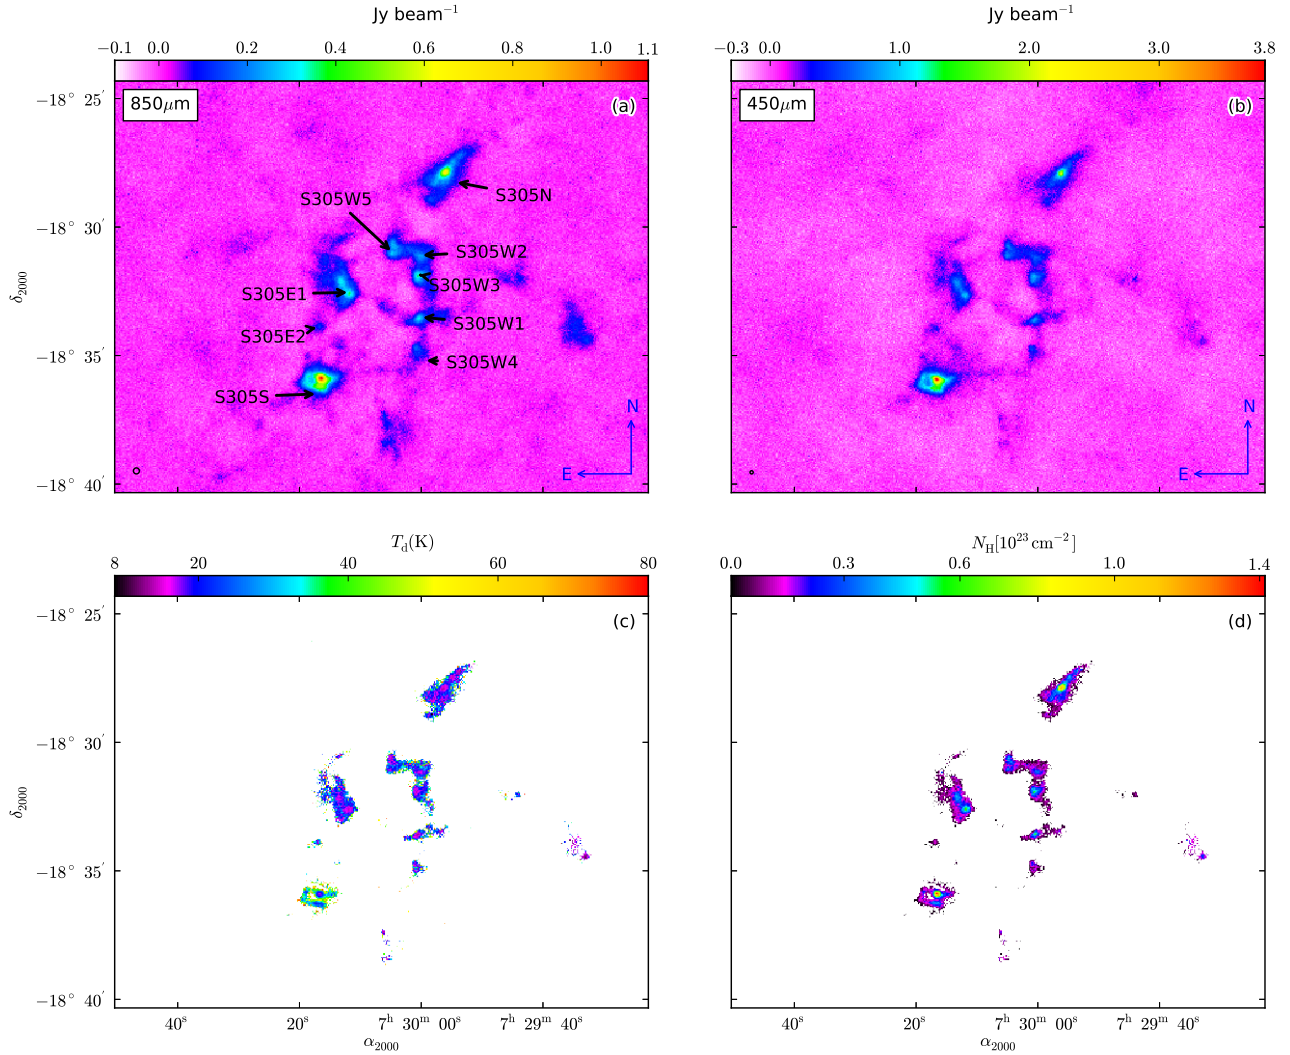 Jy beam⁻¹
−0.1 0.0 0.2 0.4 0.6 0.8 1.0 1.1
850μm
(a)
−18° 25′
−18° 30′
−18° 35′
−18° 40′
δ₂₀₀₀
S305N
S305W5
S305W2
S305W3
S305E1
S305W1
S305E2
S305W4
S305S
N
E
Jy beam⁻¹
−0.3 0.0 1.0 2.0 3.0 3.8
450μm
(b)
N
E
T_d(K)
8 20 40 60 80
(c)
−18° 25′
−18° 30′
−18° 35′
−18° 40′
δ₂₀₀₀
40ˢ 20ˢ 7ʰ 30ᵐ 00ˢ 7ʰ 29ᵐ 40ˢ
α₂₀₀₀
N_H[10²³ cm⁻²]
0.0 0.3 0.6 1.0 1.4
(d)
40ˢ 20ˢ 7ʰ 30ᵐ 00ˢ 7ʰ 29ᵐ 40ˢ
α₂₀₀₀